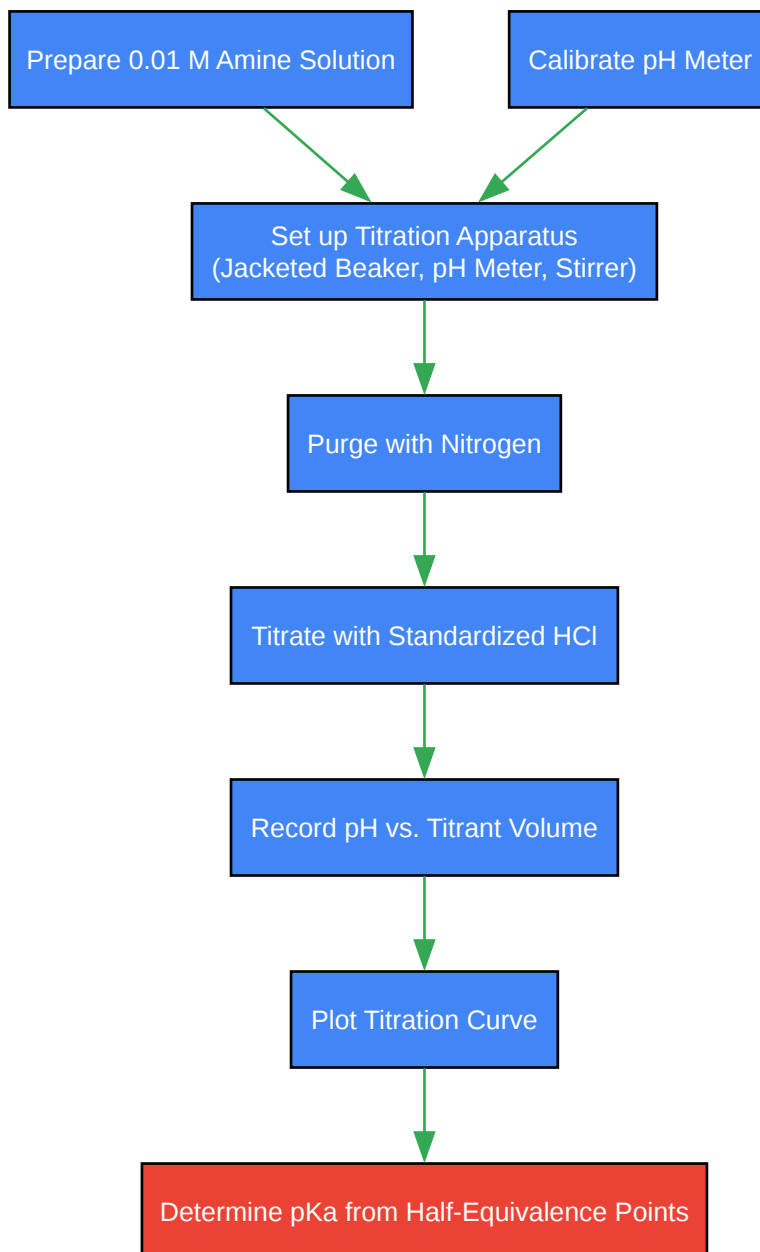 Prepare 0.01 M Amine Solution
Calibrate pH Meter
Set up Titration Apparatus
(Jacketed Beaker, pH Meter, Stirrer)
Purge with Nitrogen
Titrate with Standardized HCl
Record pH vs. Titrant Volume
Plot Titration Curve
Determine pKa from Half-Equivalence Points